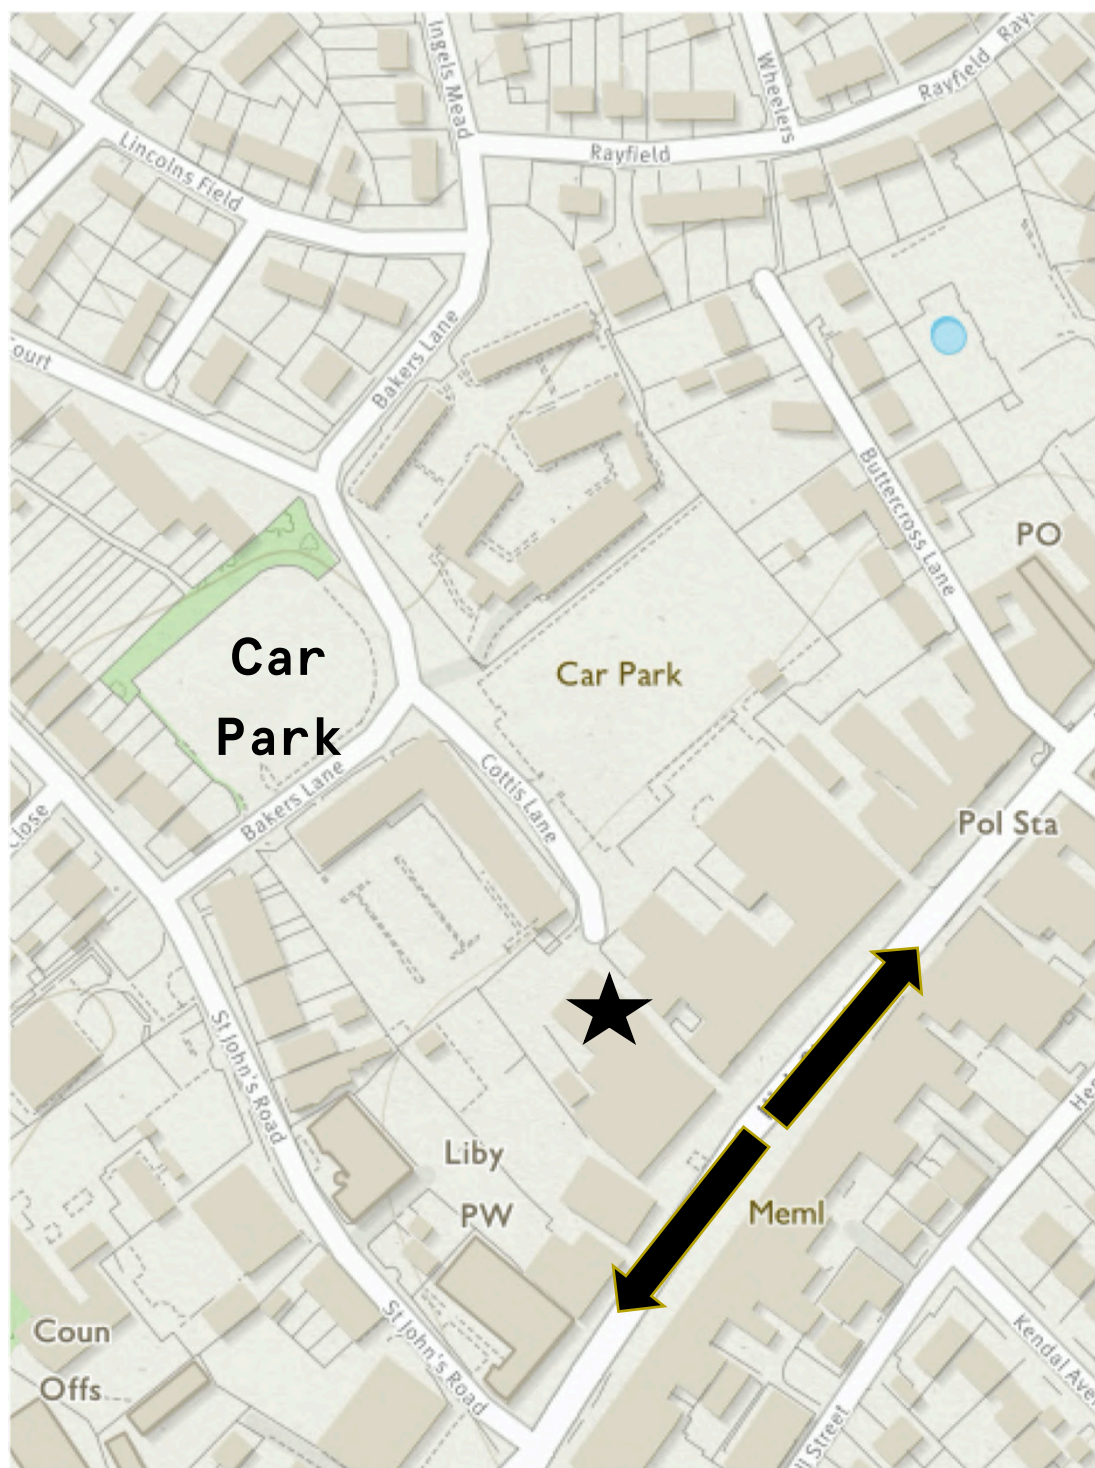 Ingels Mead
Wheelers
Rayfield
Ray
Rayfield
Lincolns Field
ourt
Bakers Lane
Buttercross Lane
PO
Car
Park
Car Park
Bakers Lane
Cottis Lane
Close
Pol Sta
St John's Road
Liby
PW
Meml
Coun
Offs
St John's Road
Kendal Ave
ll Street